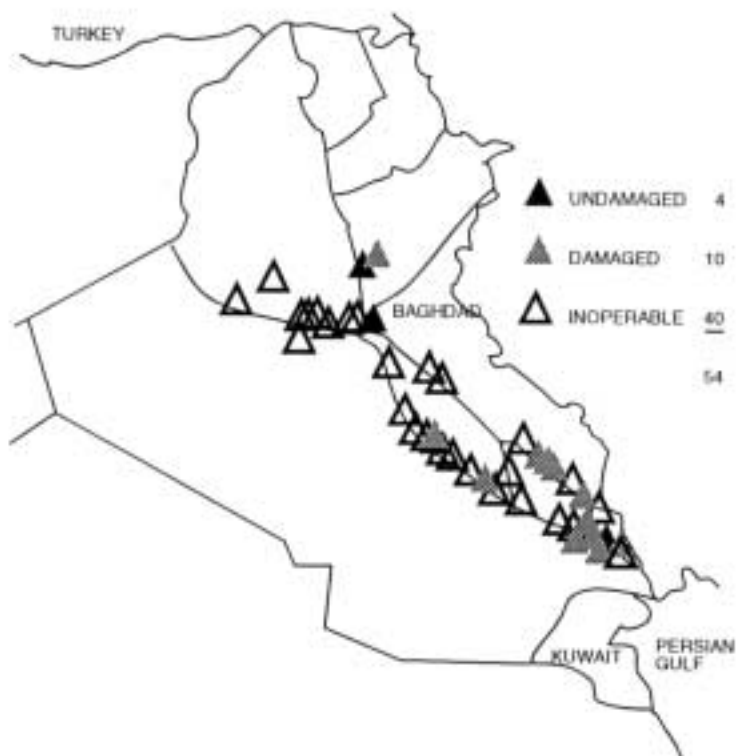 TURKEY
UNDAMAGED 4
DAMAGED 10
BAGHDAD
INOPERABLE 40
54
PERSIAN
KUWAIT
GULF